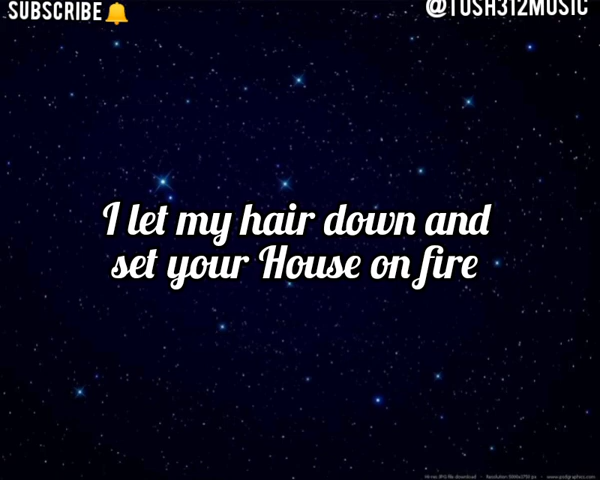 SUBSCRIBE
@TUSH312MUSIC
I let my hair down and
set your House on fire